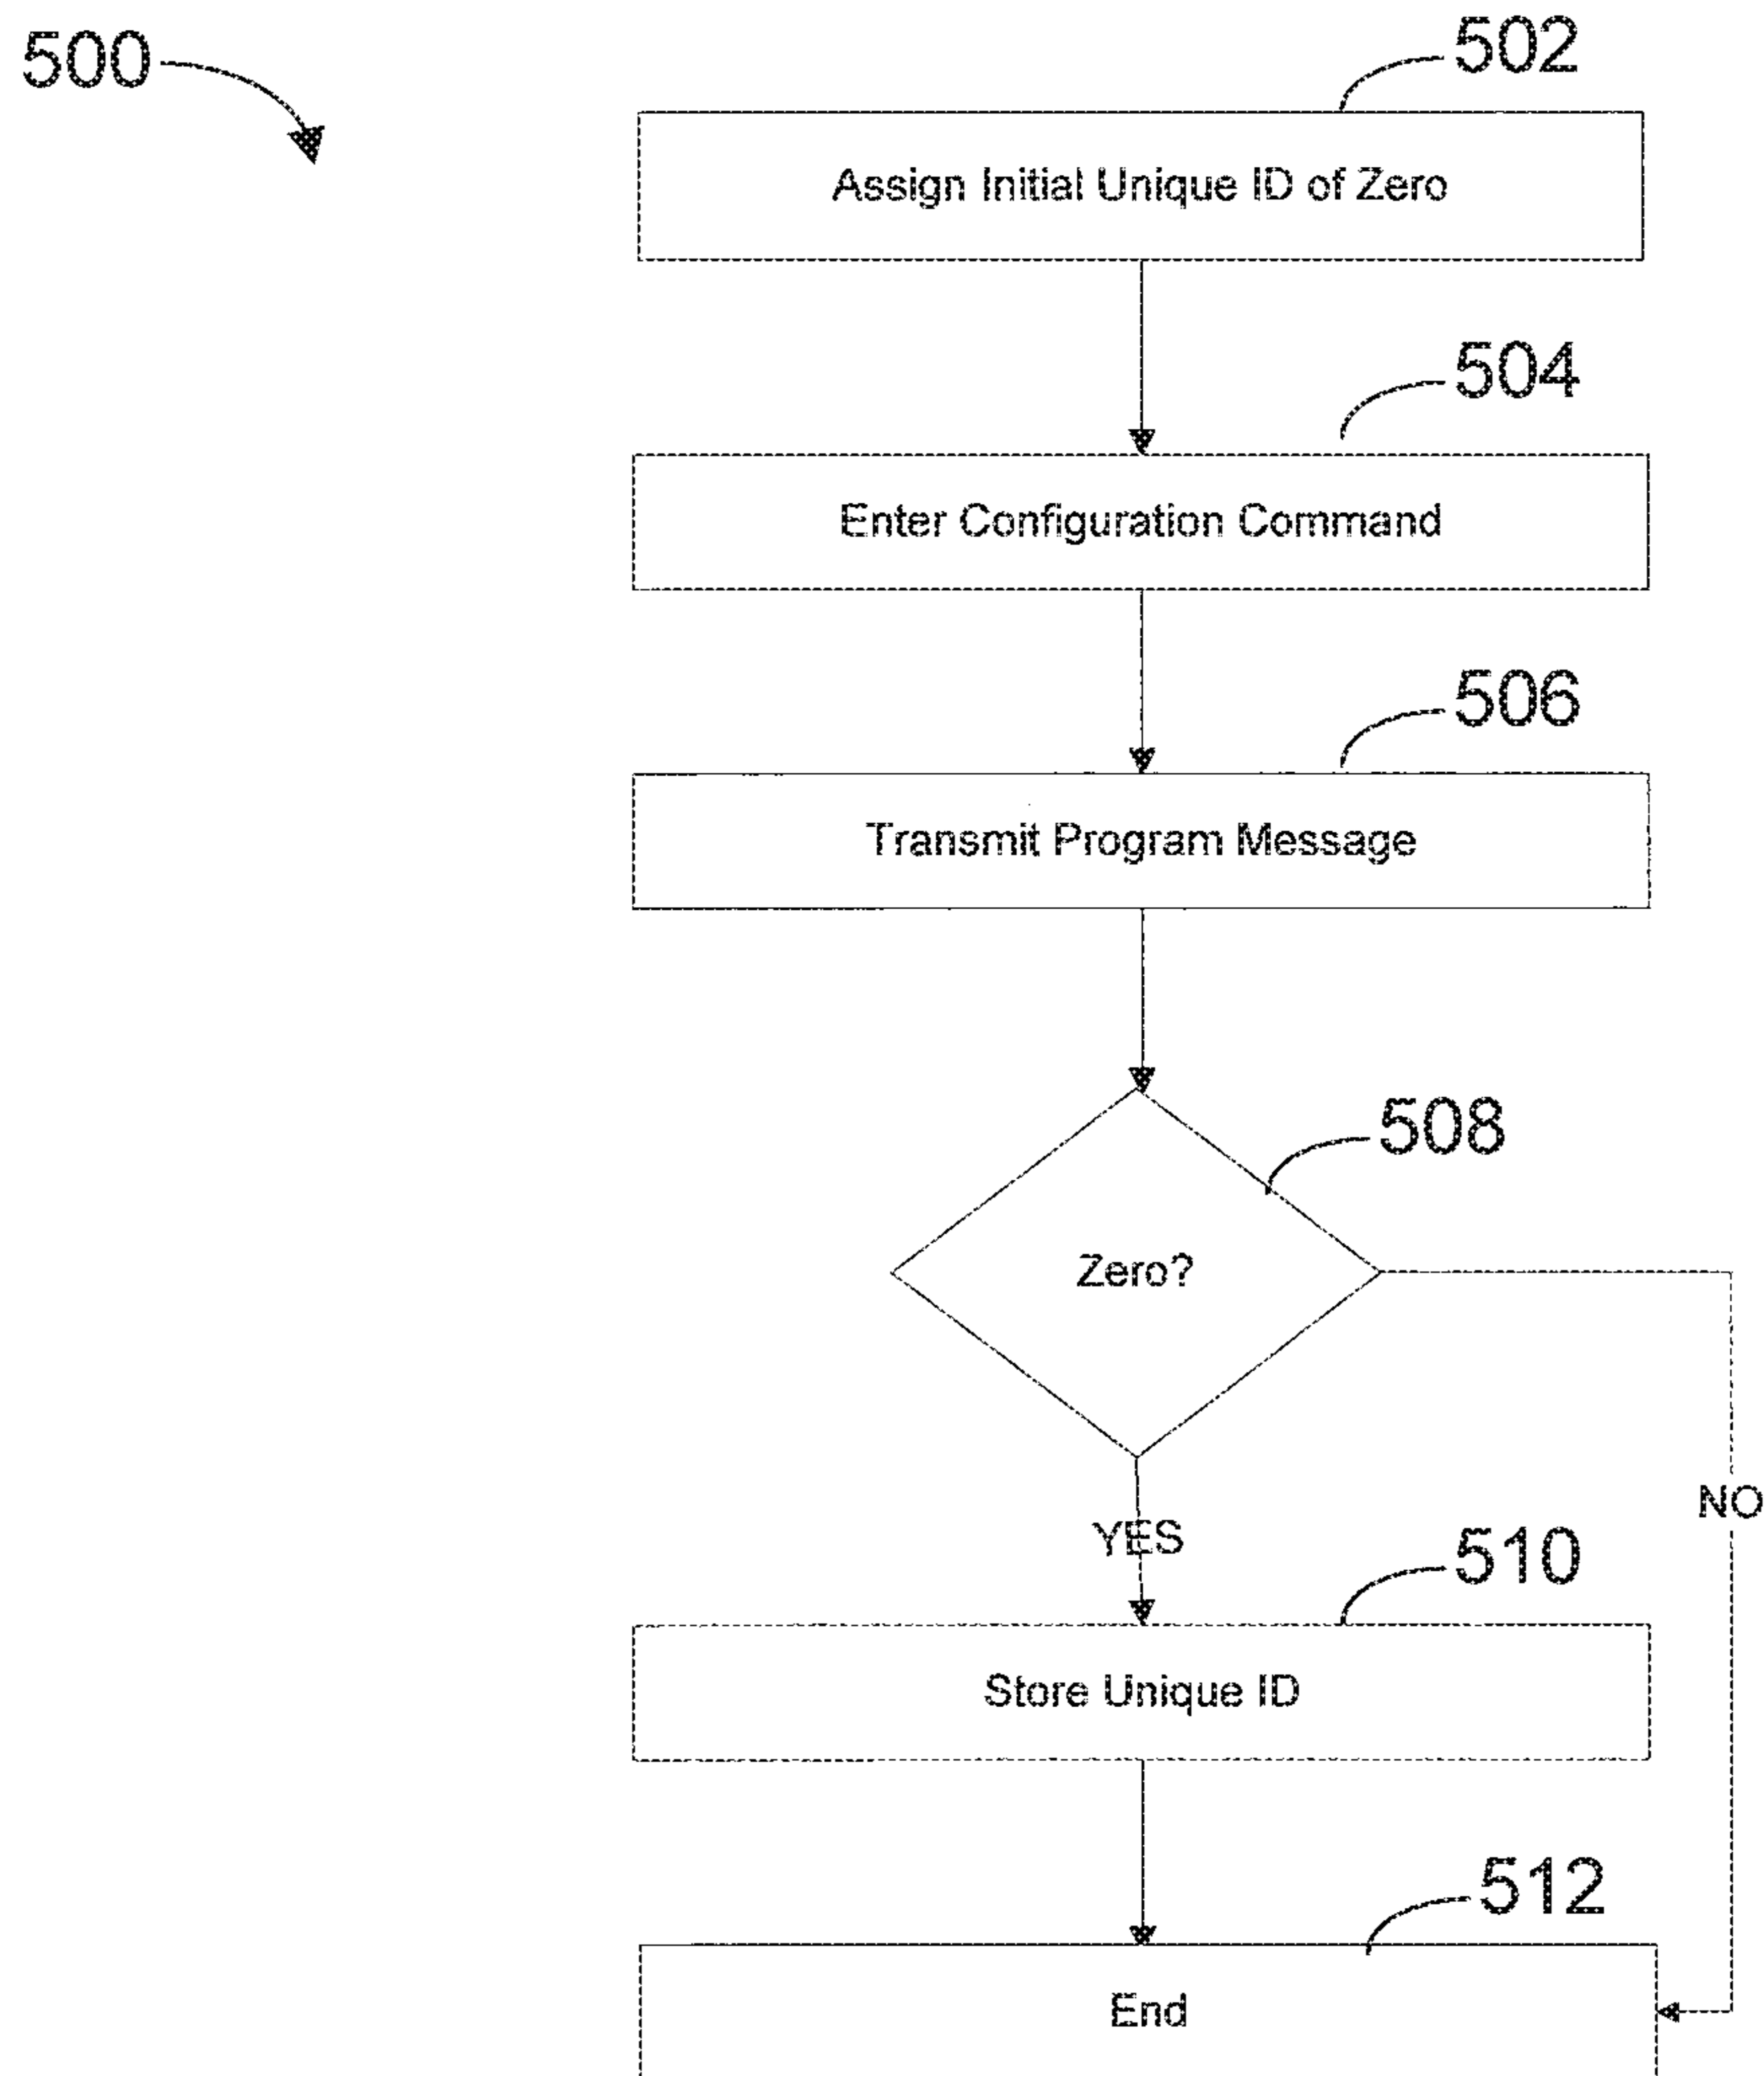 500
502
Assign Initial Unique ID of Zero
504
Enter Configuration Command
506
Transmit Program Message
508
Zero?
NO
YES
510
Store Unique ID
512
End